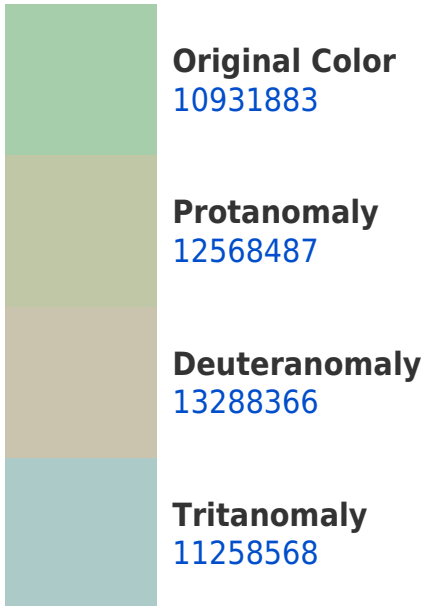 Original Color
10931883
Protanomaly
12568487
Deuteranomaly
13288366
Tritanomaly
11258568